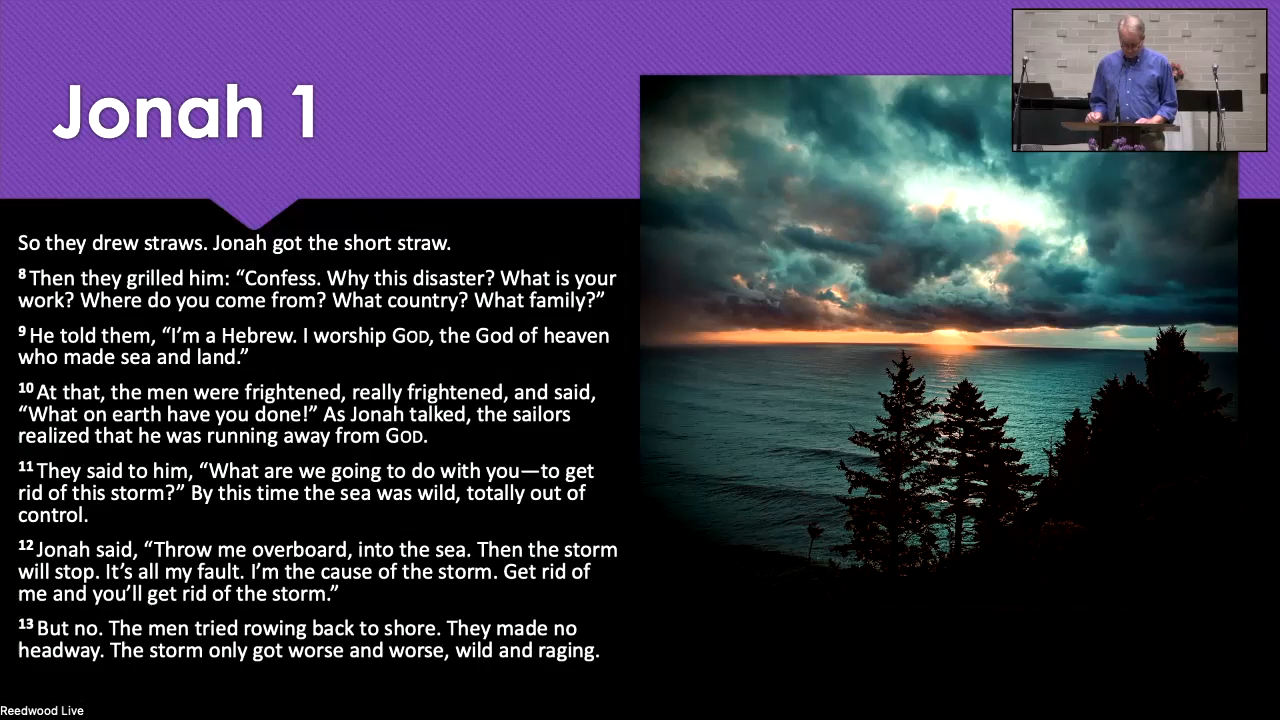 Jonah 1
So they drew straws. Jonah got the short straw.
8 Then they grilled him: “Confess. Why this disaster? What is your
work? Where do you come from? What country? What family?”
9 He told them, “I’m a Hebrew. I worship GOD, the God of heaven
who made sea and land.”
10 At that, the men were frightened, really frightened, and said,
“What on earth have you done!” As Jonah talked, the sailors
realized that he was running away from GOD.
11 They said to him, “What are we going to do with you—to get
rid of this storm?” By this time the sea was wild, totally out of
control.
12 Jonah said, “Throw me overboard, into the sea. Then the storm
will stop. It’s all my fault. I’m the cause of the storm. Get rid of
me and you’ll get rid of the storm.”
13 But no. The men tried rowing back to shore. They made no
headway. The storm only got worse and worse, wild and raging.
Reedwood Live